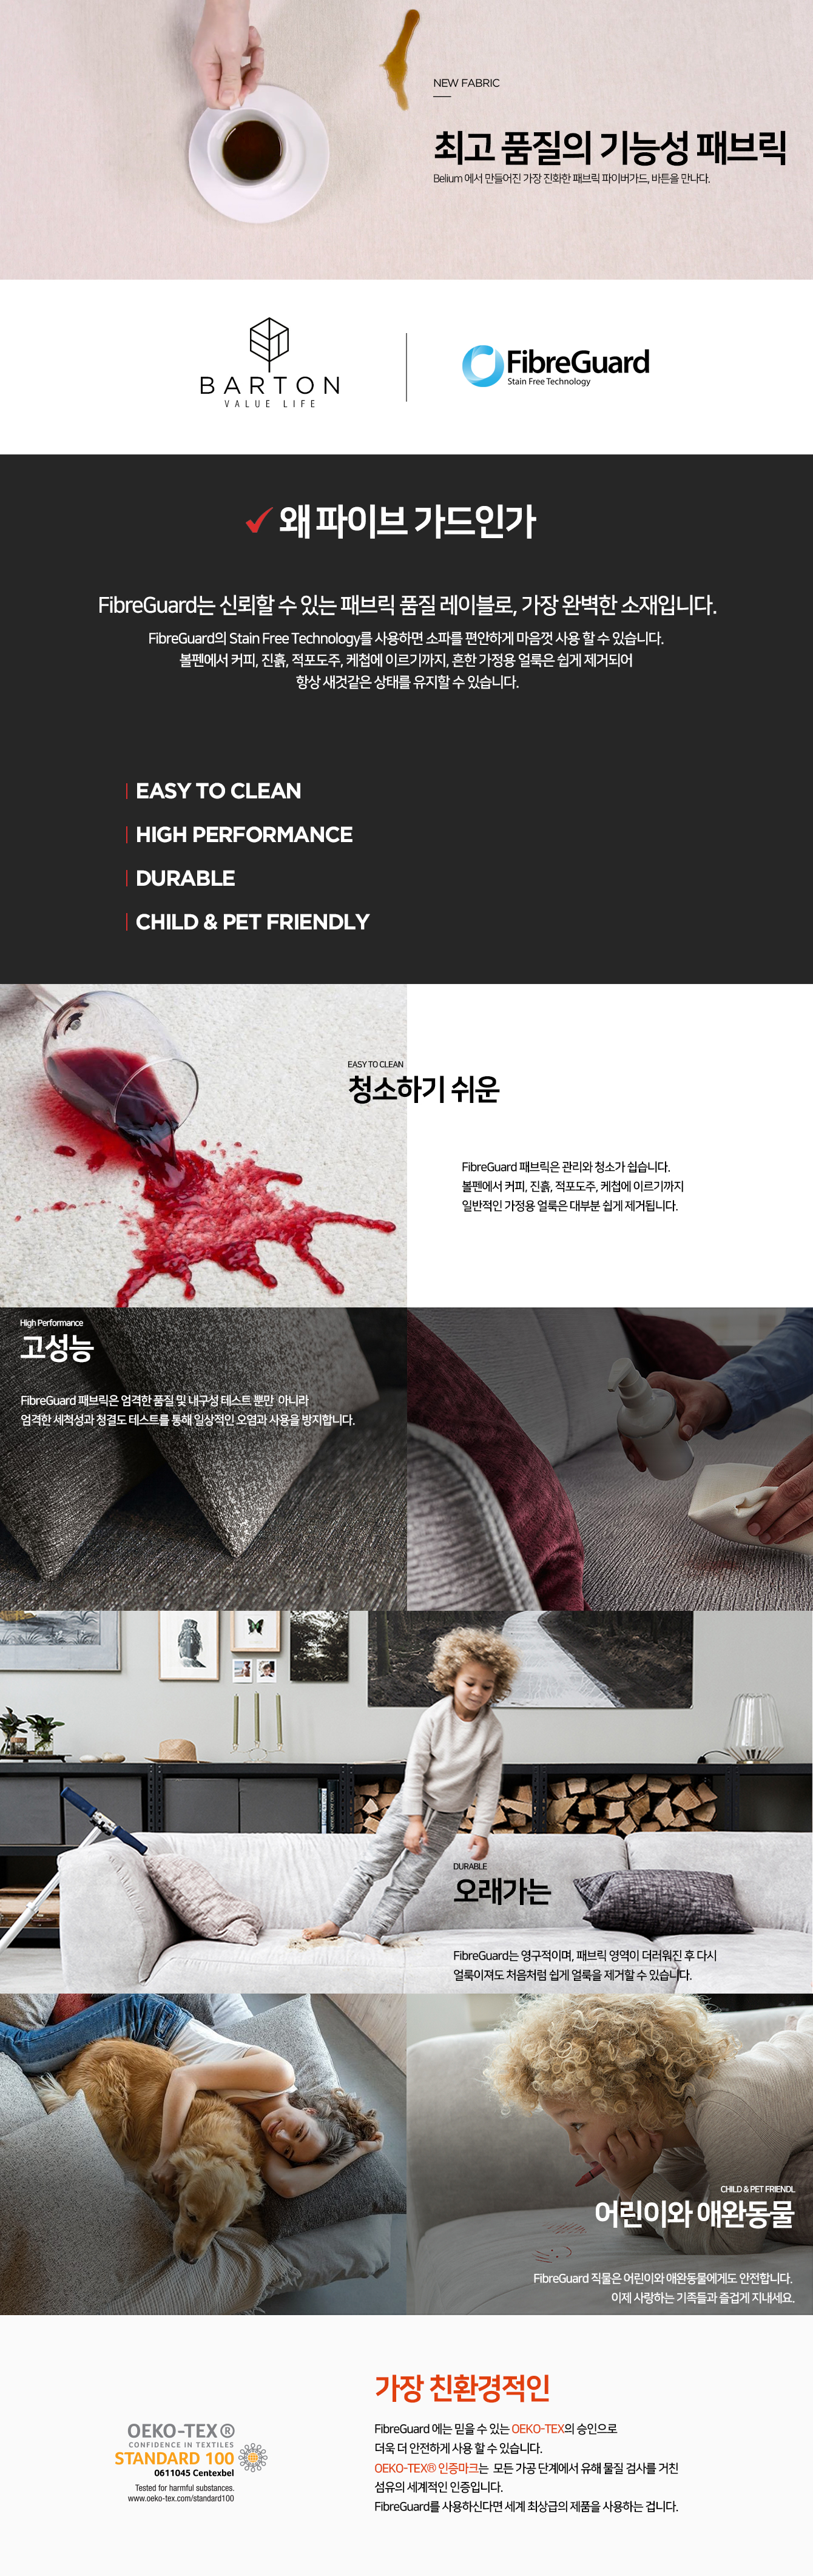 NEW FABRIC
최고 품질의 기능성 패브릭
Belium 에서 만들어진 가장 진화한 패브릭 파이버가드, 바튼을 만나다.
BARTON
VALUE LIFE
FibreGuard
Stain Free Technology
왜 파이브 가드인가
FibreGuard는 신뢰할 수 있는 패브릭 품질 레이블로, 가장 완벽한 소재입니다.
FibreGuard의 Stain Free Technology를 사용하면 소파를 편안하게 마음껏 사용 할 수 있습니다.
볼펜에서 커피, 진흙, 적포도주, 케첩에 이르기까지, 흔한 가정용 얼룩은 쉽게 제거되어
항상 새것같은 상태를 유지할 수 있습니다.
EASY TO CLEAN
HIGH PERFORMANCE
DURABLE
CHILD & PET FRIENDLY
EASY TO CLEAN
청소하기 쉬운
FibreGuard 패브릭은 관리와 청소가 쉽습니다.
볼펜에서 커피, 진흙, 적포도주, 케첩에 이르기까지
일반적인 가정용 얼룩은 대부분 쉽게 제거됩니다.
High Performance
고성능
FibreGuard 패브릭은 엄격한 품질 및 내구성 테스트 뿐만 아니라
엄격한 세척성과 청결도 테스트를 통해 일상적인 오염과 사용을 방지합니다.
DURABLE
오래가는
FibreGuard는 영구적이며, 패브릭 영역이 더러워진 후 다시
얼룩이져도 처음처럼 쉽게 얼룩을 제거할 수 있습니다.
CHILD & PET FRIENDL
어린이와 애완동물
FibreGuard 직물은 어린이와 애완동물에게도 안전합니다.
이제 사랑하는 기족들과 즐겁게 지내세요.
가장 친환경적인
FibreGuard 에는 믿을 수 있는 OEKO-TEX의 승인으로
더욱 더 안전하게 사용 할 수 있습니다.
OEKO-TEX® 인증마크는 모든 가공 단계에서 유해 물질 검사를 거친
섬유의 세계적인 인증입니다.
FibreGuard를 사용하신다면 세계 최상급의 제품을 사용하는 겁니다.
OEKO-TEX®
CONFIDENCE IN TEXTILES
STANDARD 100
0611045 Centexbel
Tested for harmful substances.
www.oeko-tex.com/standard100